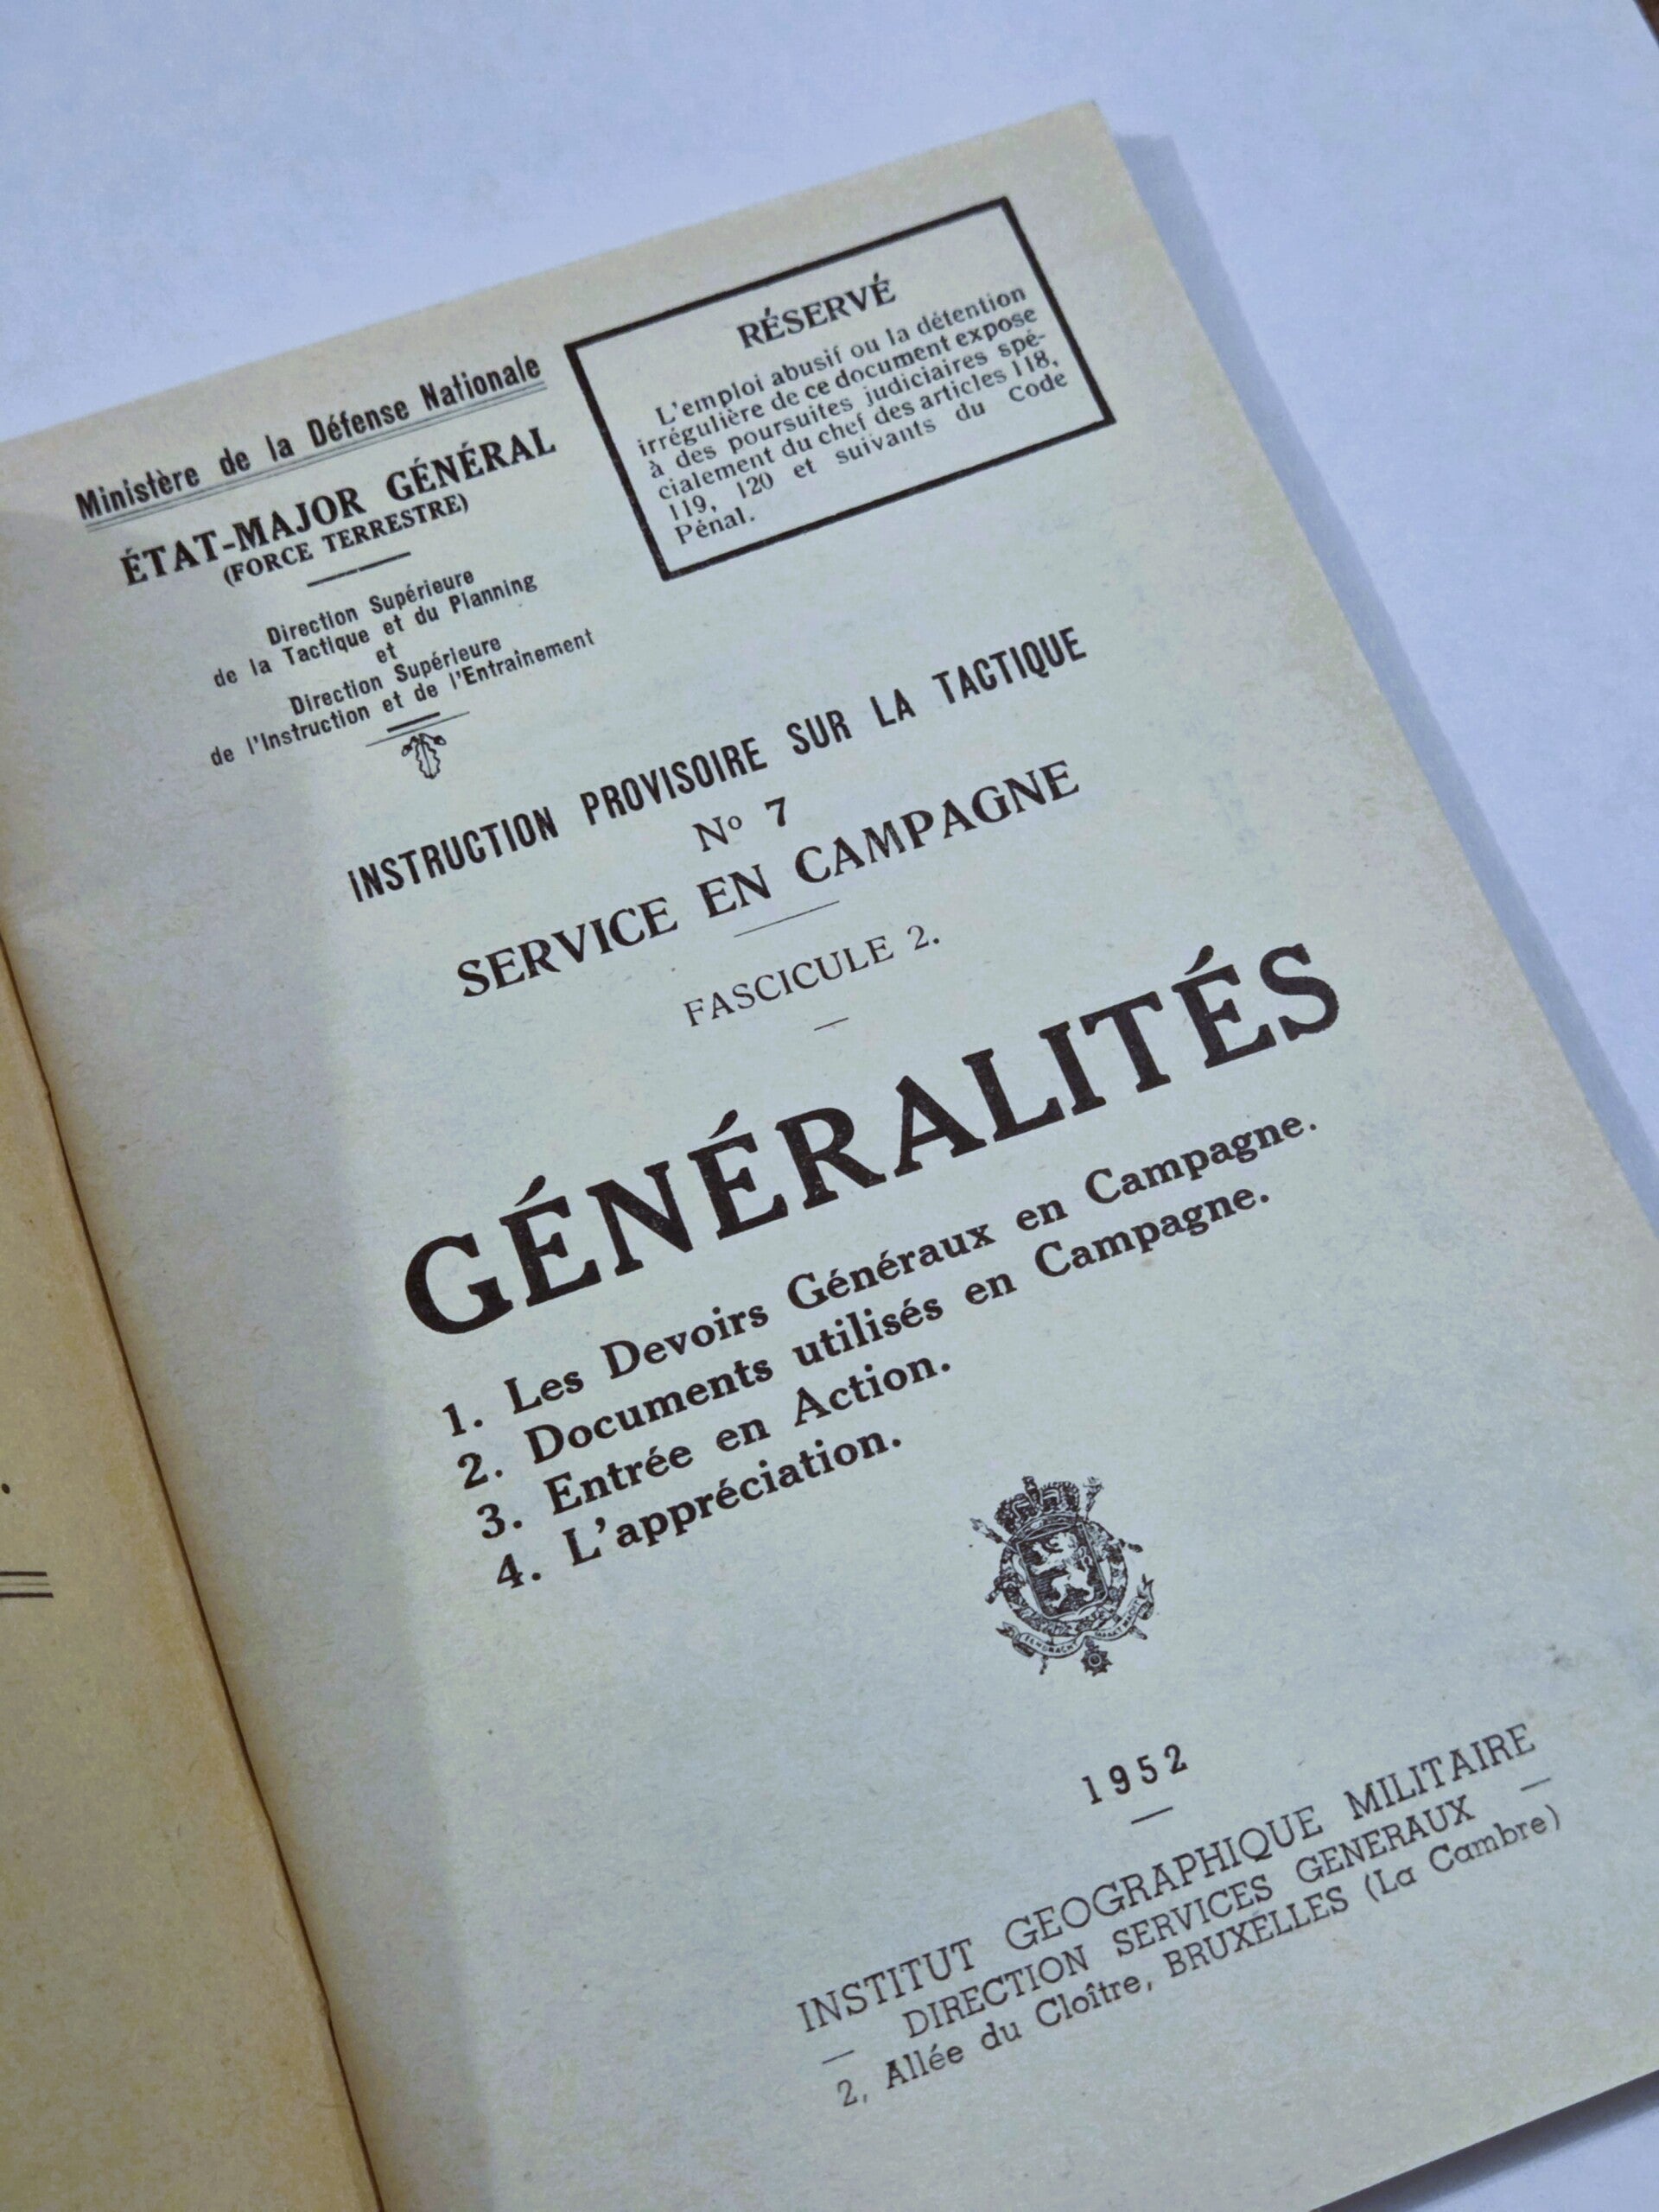 Ministère de la Défense Nationale
ÉTAT-MAJOR GÉNÉRAL
(FORCE TERRESTRE)
Direction Supérieure
de la Tactique et du Planning
et
Direction Supérieure
de l'Instruction et de l'Entrainement
RÉSERVÉ
L'emploi abusif ou la détention
irrégulière de ce document expose
à des poursuites judiciaires spé-
cialement du chef des articles 118,
119, 120 et suivants du Code
Pénal.
INSTRUCTION PROVISOIRE SUR LA TACTIQUE
No 7
SERVICE EN CAMPAGNE
FASCICULE 2.
GÉNÉRALITÉS
1. Les Devoirs Généraux en Campagne.
2. Documents utilisés en Campagne.
3. Entrée en Action.
4. L'appréciation.
EENDRACHT MAAKT MACHT
1952
INSTITUT GEOGRAPHIQUE MILITAIRE
— DIRECTION SERVICES GENERAUX —
2, Allée du Cloître, BRUXELLES (La Cambre)